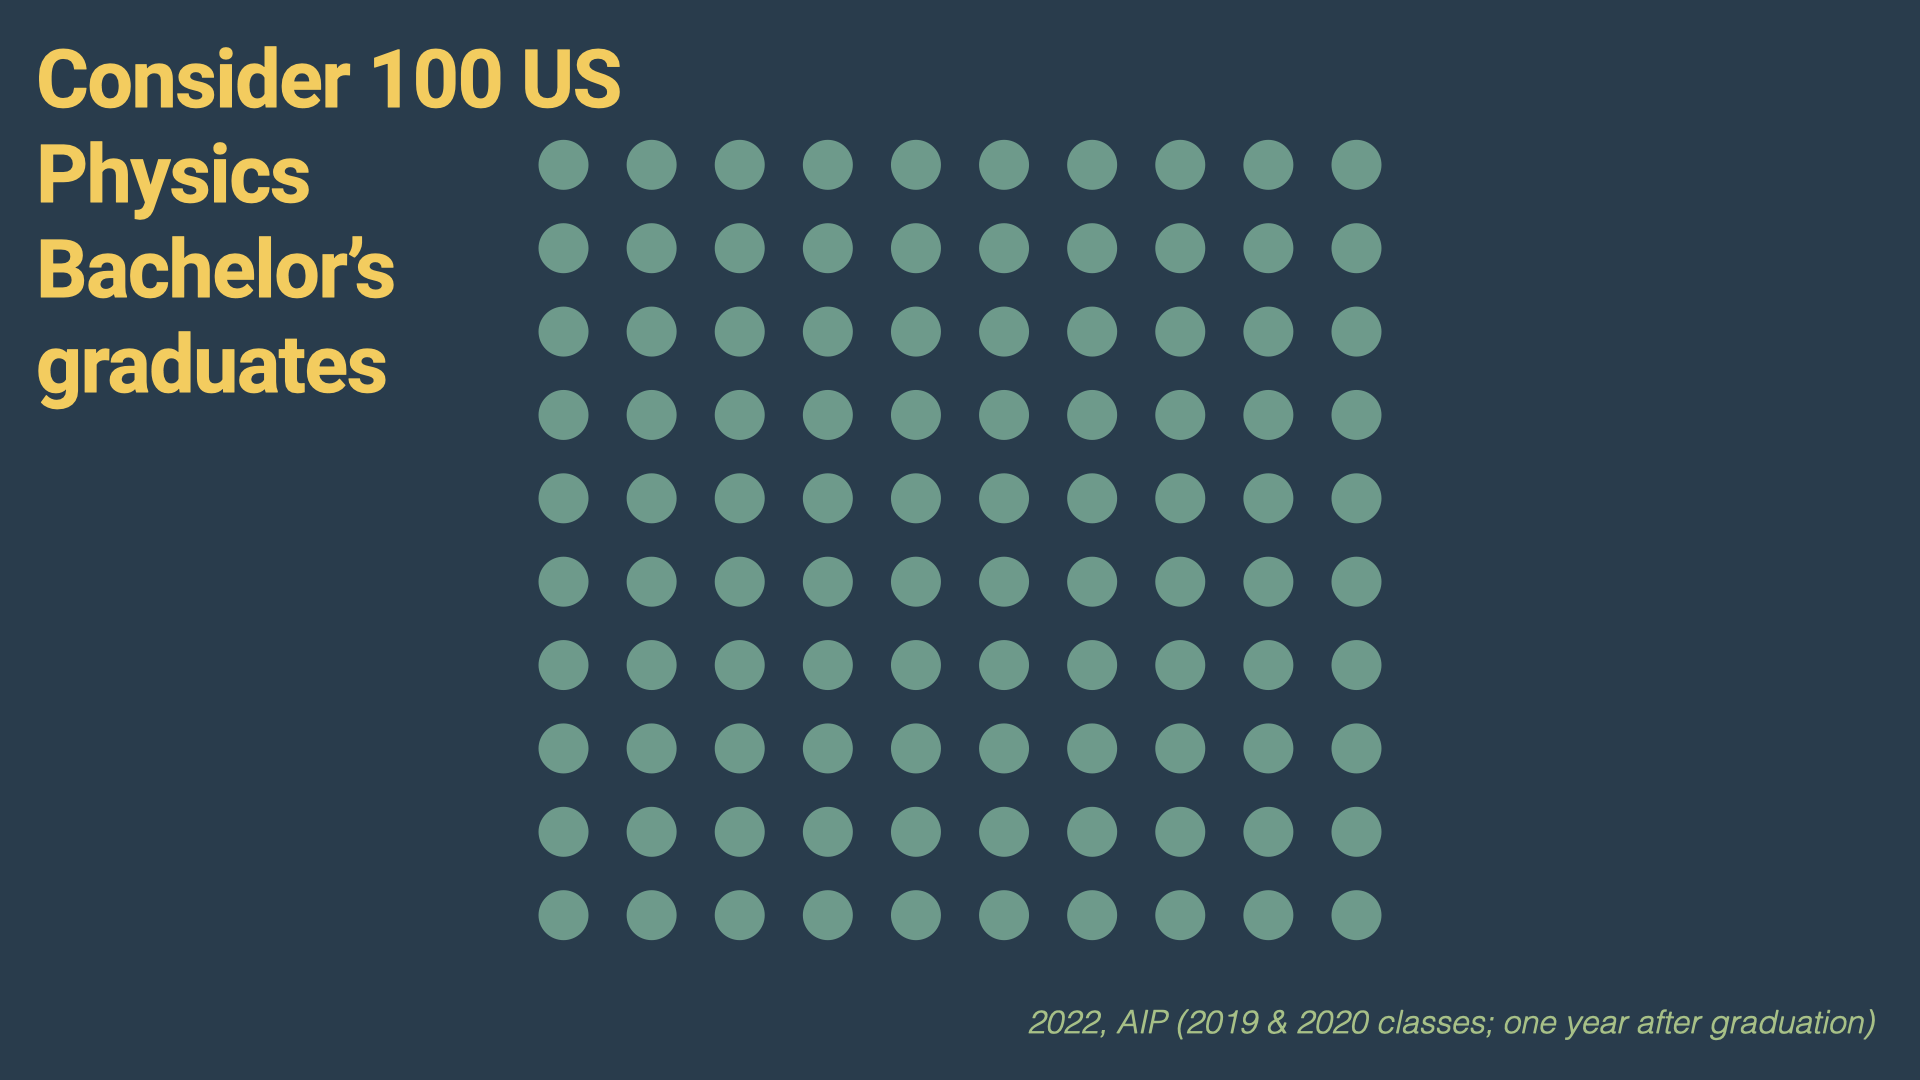 Consider 100 US
Physics
Bachelor’s
graduates
2022, AIP (2019 & 2020 classes; one year after graduation)